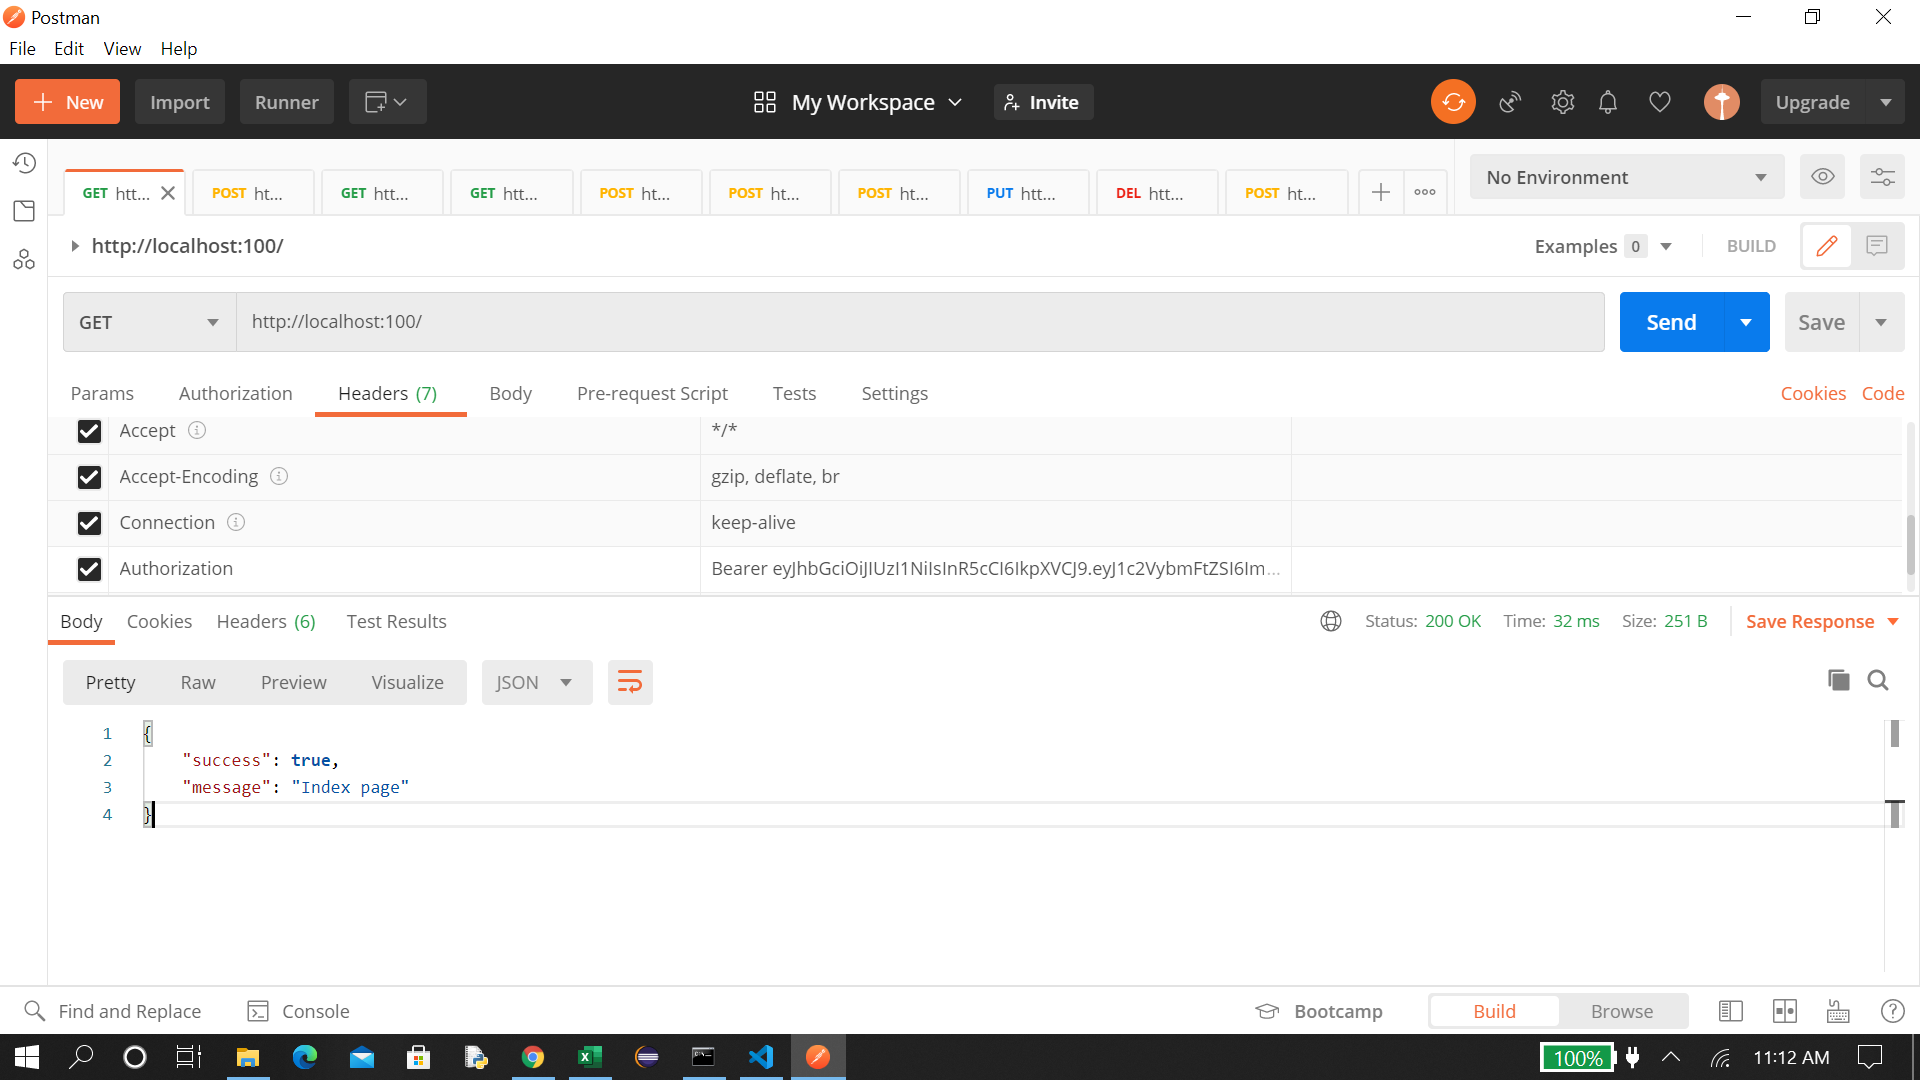 Postman
File Edit View Help
+ New Import Runner My Workspace Invite Upgrade
GET htt... POST ht... GET htt... GET htt... POST ht... POST ht... POST ht... PUT htt... DEL htt... POST ht... No Environment
http://localhost:100/ Examples 0 BUILD
GET http://localhost:100/ Send Save
Params Authorization Headers (7) Body Pre-request Script Tests Settings Cookies Code
Accept */*
Accept-Encoding gzip, deflate, br
Connection keep-alive
Authorization Bearer eyJhbGciOiJIUzI1NiIsInR5cCI6IkpXVCJ9.eyJ1c2VybmFtZSI6Im...
Body Cookies Headers (6) Test Results Status: 200 OK Time: 32 ms Size: 251 B Save Response
Pretty Raw Preview Visualize JSON
1 {
2 "success": true,
3 "message": "Index page"
4 }
Find and Replace Console Bootcamp Build Browse
100% 11:12 AM